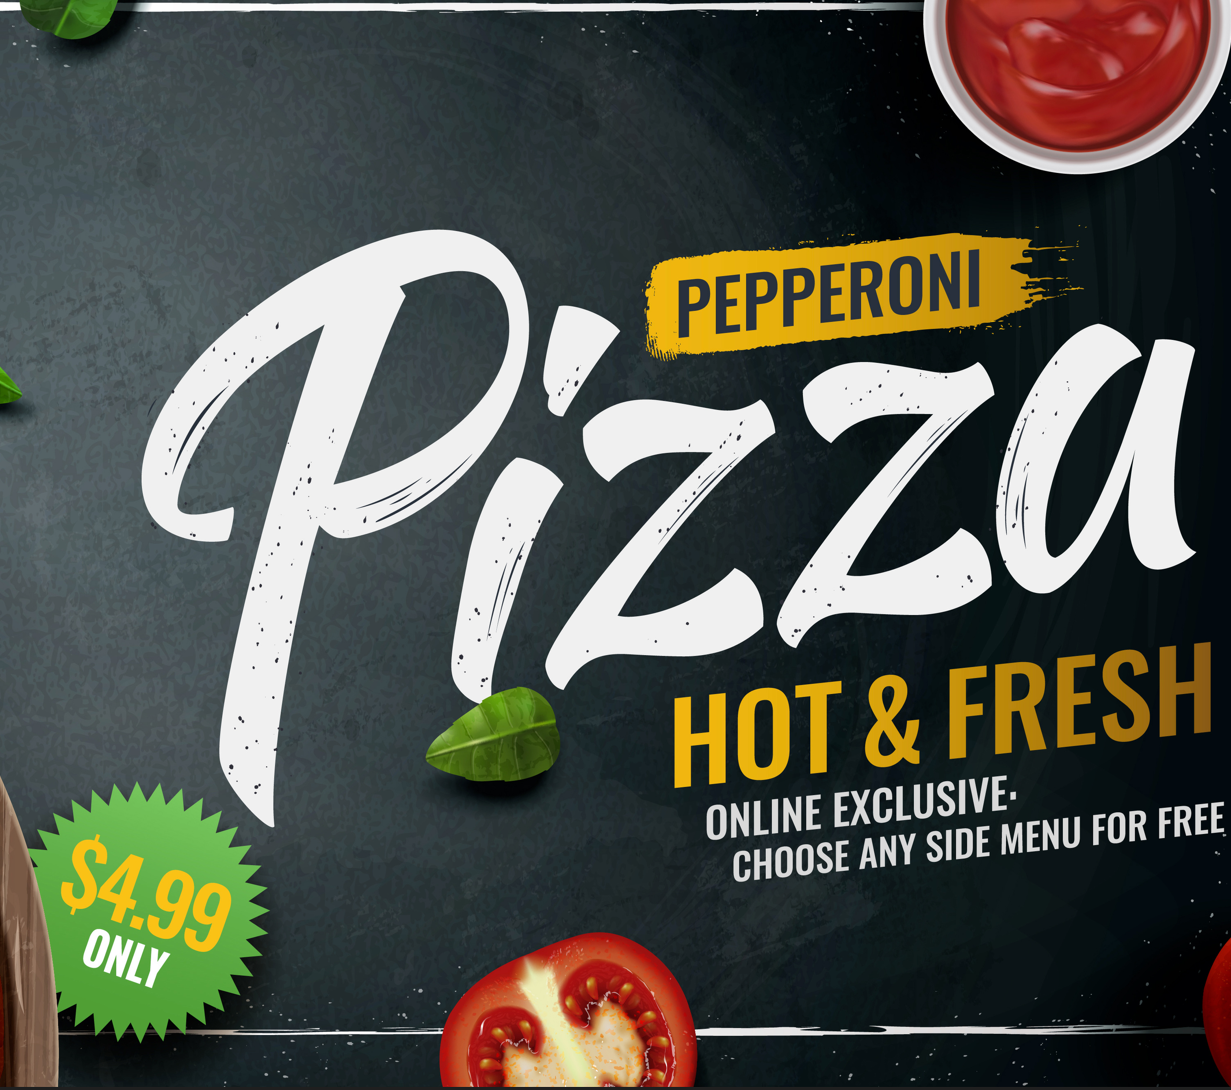 PEPPERONI
Pizza
HOT & FRESH
ONLINE EXCLUSIVE.
CHOOSE ANY SIDE MENU FOR FREE
$4.99
ONLY